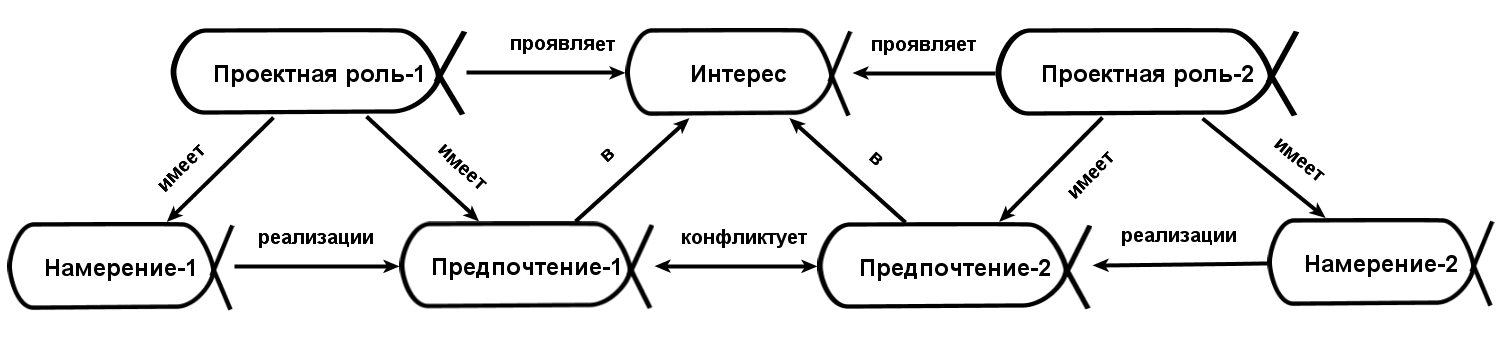 проявляет
проявляет
Проектная роль-1
Интерес
Проектная роль-2
имеет
имеет
в
в
имеет
имеет
реализации
конфликтует
реализации
Намерение-1
Предпочтение-1
Предпочтение-2
Намерение-2